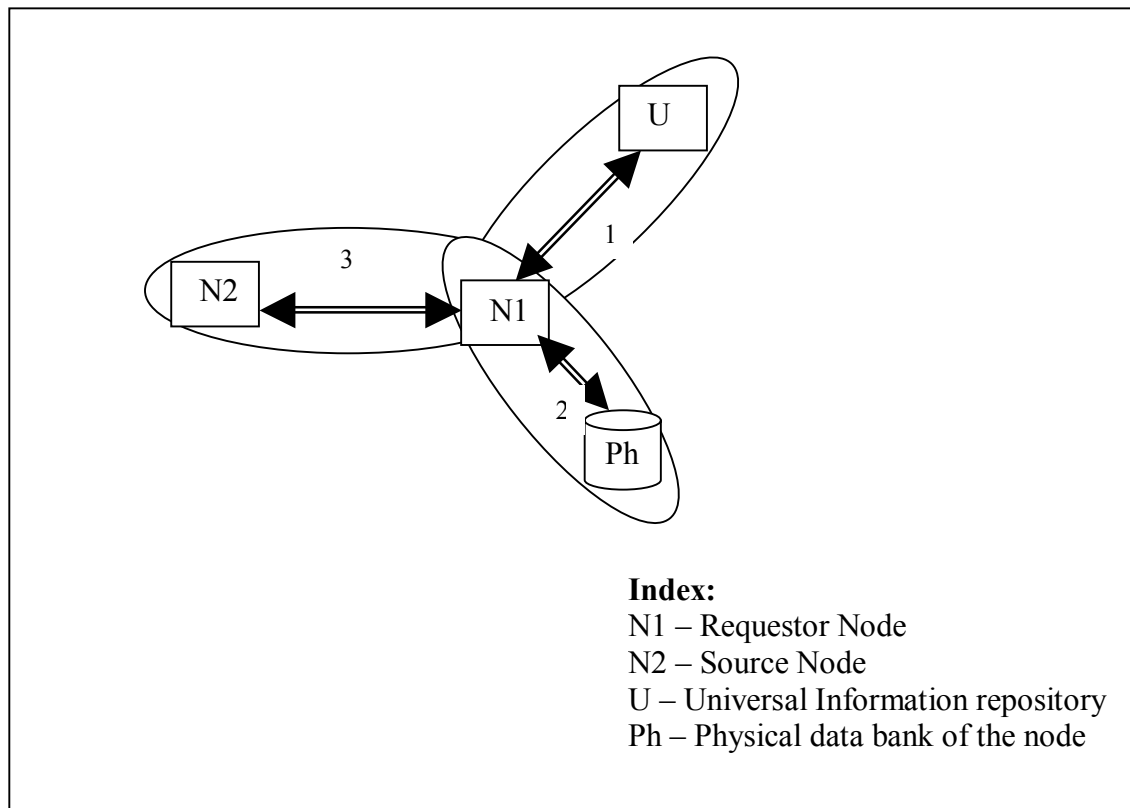 U
1
3
N2
N1
2
Ph
Index:
N1 – Requestor Node
N2 – Source Node
U – Universal Information repository
Ph – Physical data bank of the node